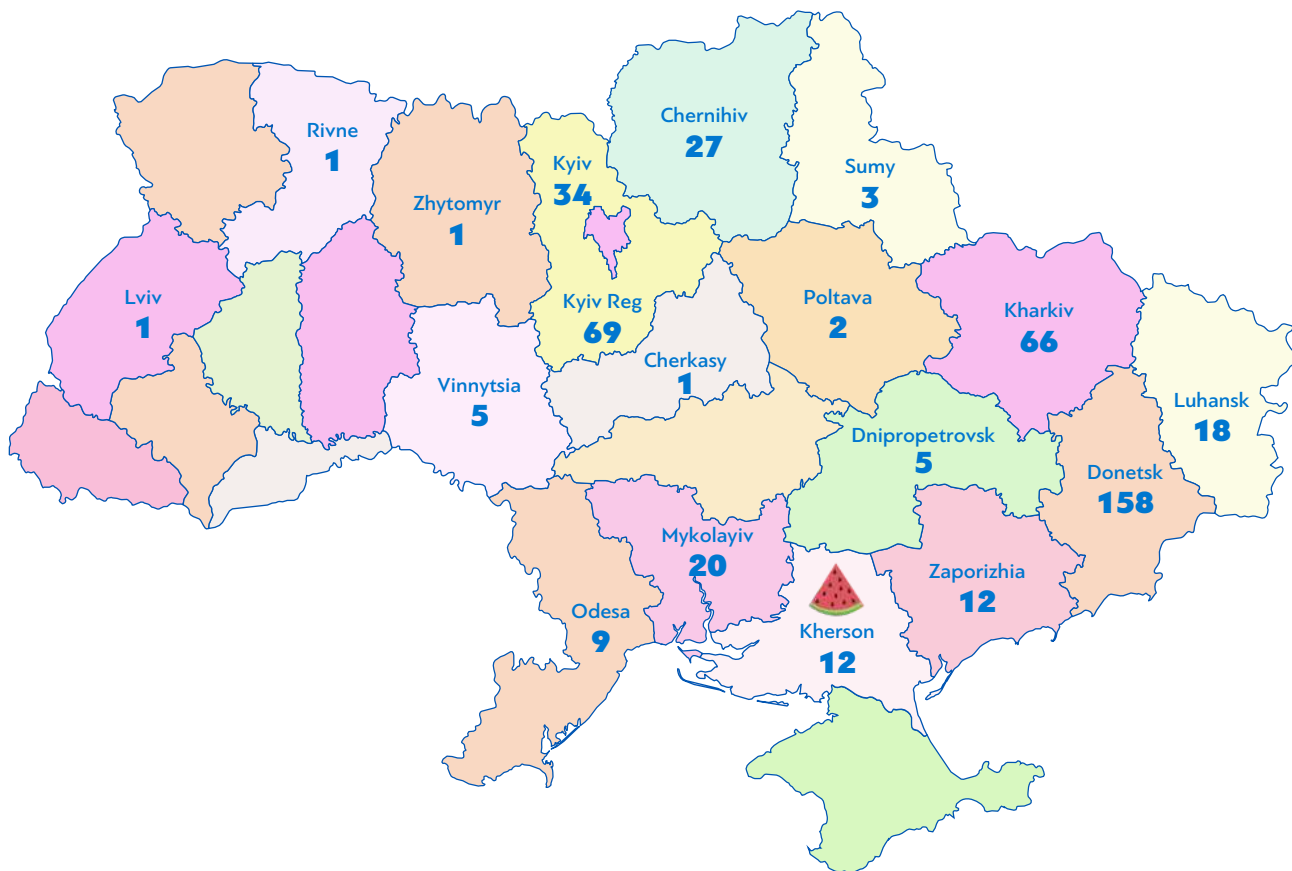 Chernihiv
27
Rivne
1
Kyiv
34
Sumy
3
Zhytomyr
1
Lviv
1
Kyiv Reg
69
Poltava
2
Kharkiv
66
Cherkasy
1
Vinnytsia
5
Luhansk
18
Dnipropetrovsk
5
Donetsk
158
Mykolayiv
20
Zaporizhia
12
Odesa
9
Kherson
12